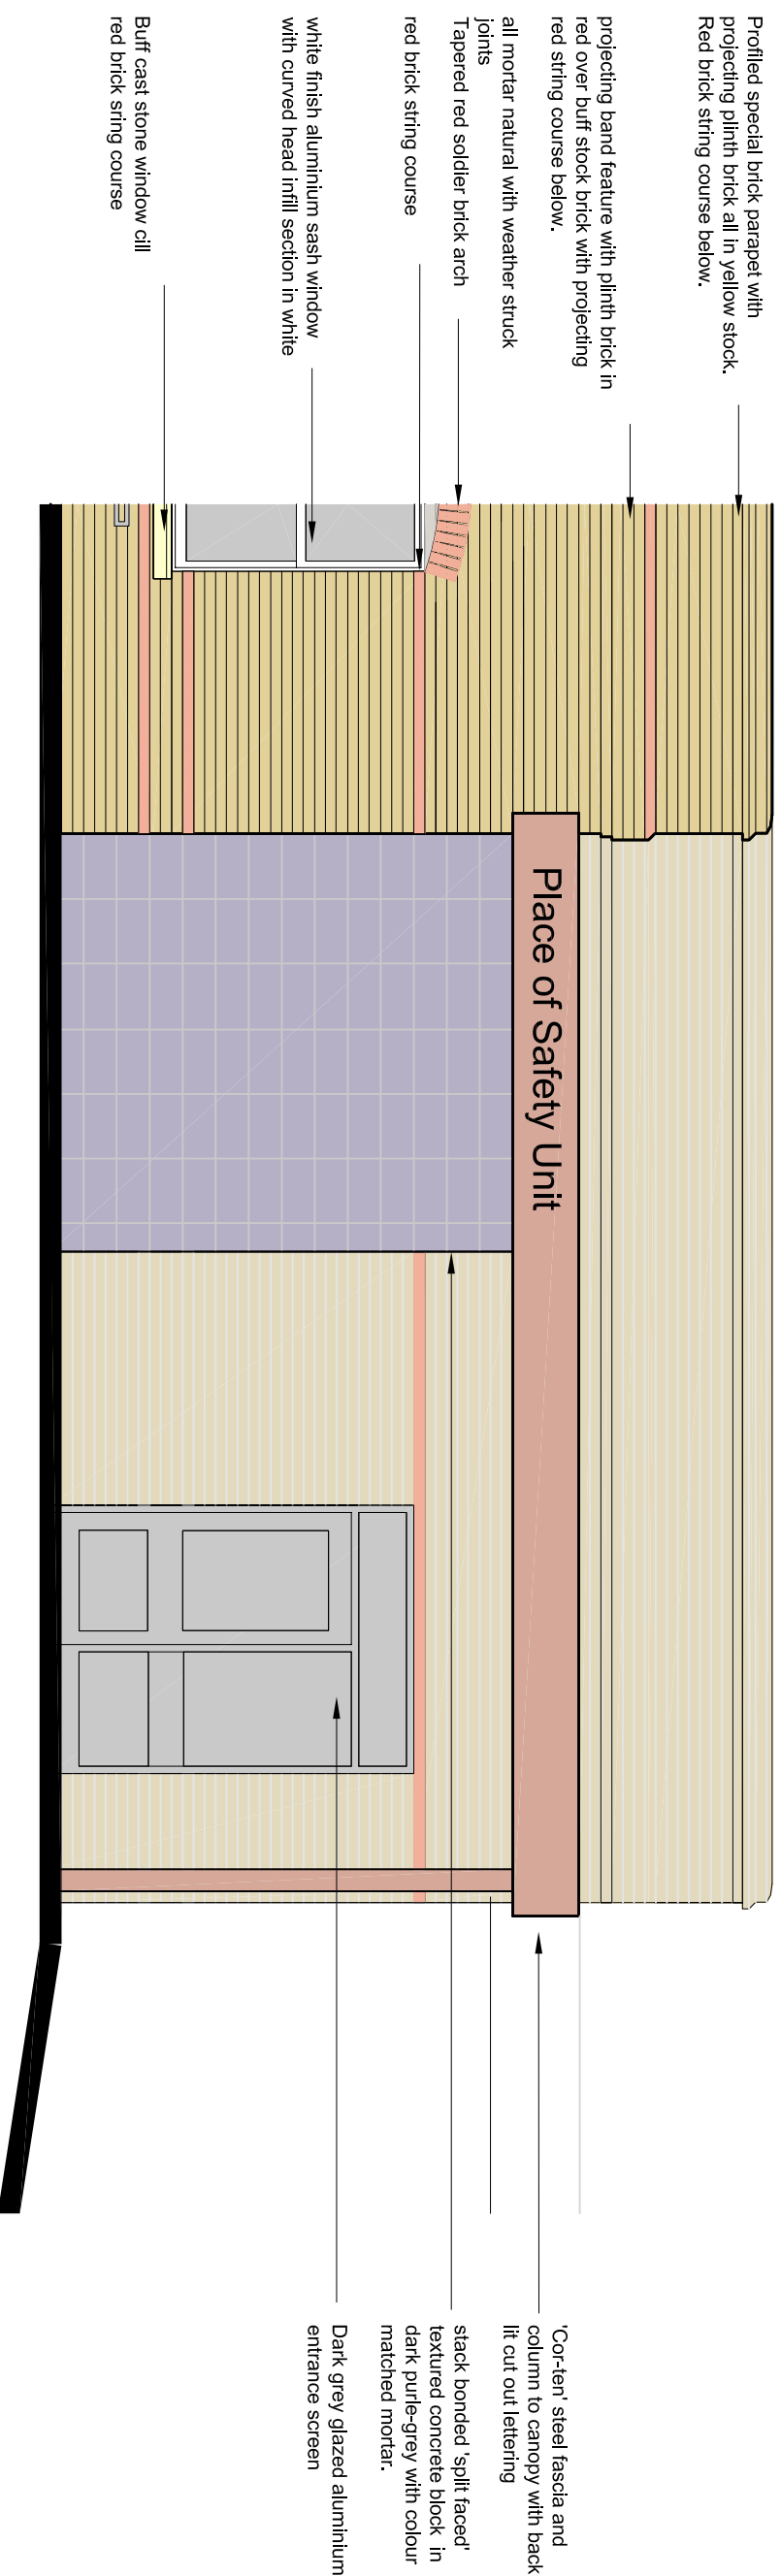 Profiled special brick parapet with
projecting plinth brick all in yellow stock.
Red brick string course below.
projecting band feature with plinth brick in
red over buff stock brick with projecting
red string course below.
all mortar natural with weather struck
joints
Tapered red soldier brick arch
red brick string course
white finish aluminium sash window
with curved head infill section in white
Buff cast stone window cill
red brick sring course
Place of Safety Unit
'Cor-ten' steel fascia and
column to canopy with back
lit cut out lettering
stack bonded 'split faced'
textured concrete block in
dark purle-grey with colour
matched mortar.
Dark grey glazed aluminium
entrance screen